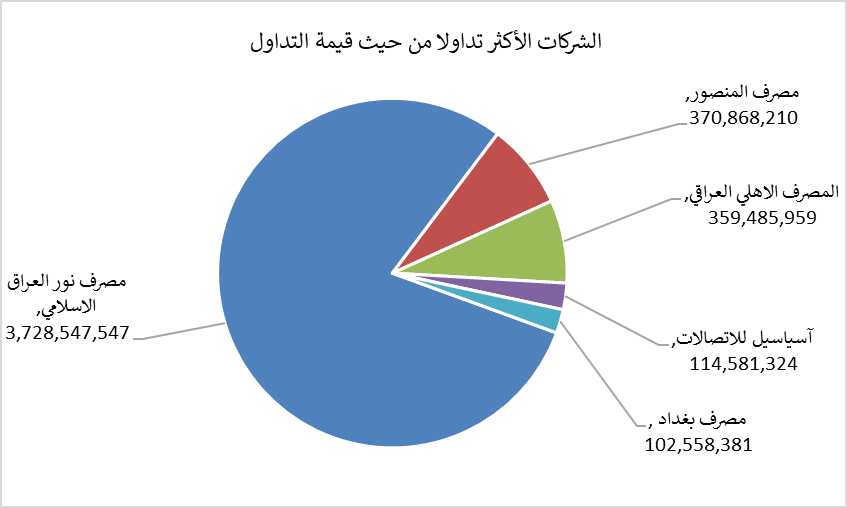 الشركات الأكثر تداولا من حيث قيمة التداول
مصرف المنصور,
370,868,210
المصرف الاهلي العراقي,
359,485,959
مصرف نور العراق
الاسلامي,
3,728,547,547
آسياسيل للاتصالات,
114,581,324
مصرف بغداد ,
102,558,381